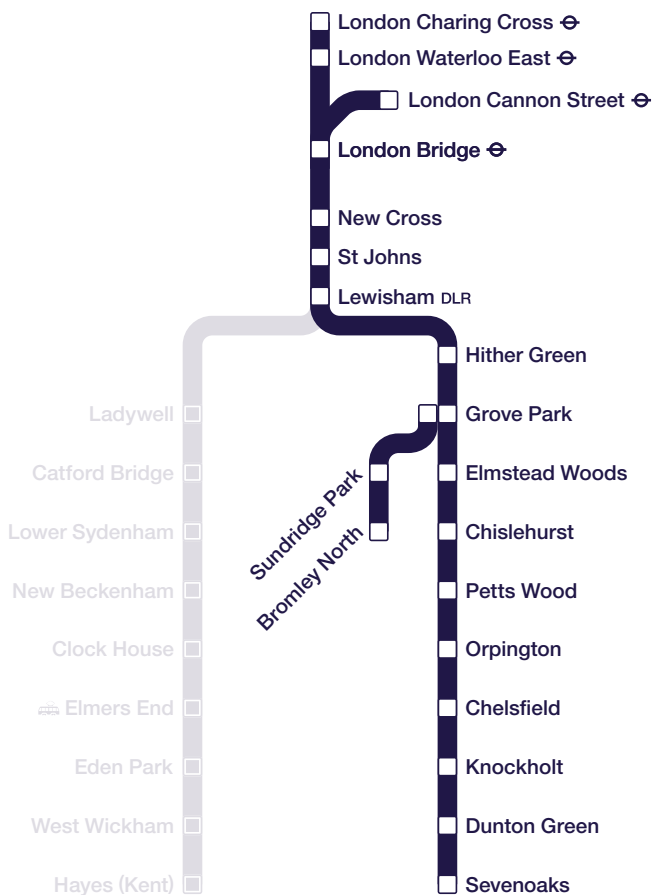 London Charing Cross
London Waterloo East
London Cannon Street
London Bridge
New Cross
St Johns
Lewisham DLR
Hither Green
Ladywell
Grove Park
Catford Bridge
Sundridge Park
Elmstead Woods
Lower Sydenham
Bromley North
Chislehurst
New Beckenham
Petts Wood
Clock House
Orpington
Elmers End
Chelsfield
Eden Park
Knockholt
West Wickham
Dunton Green
Hayes (Kent)
Sevenoaks